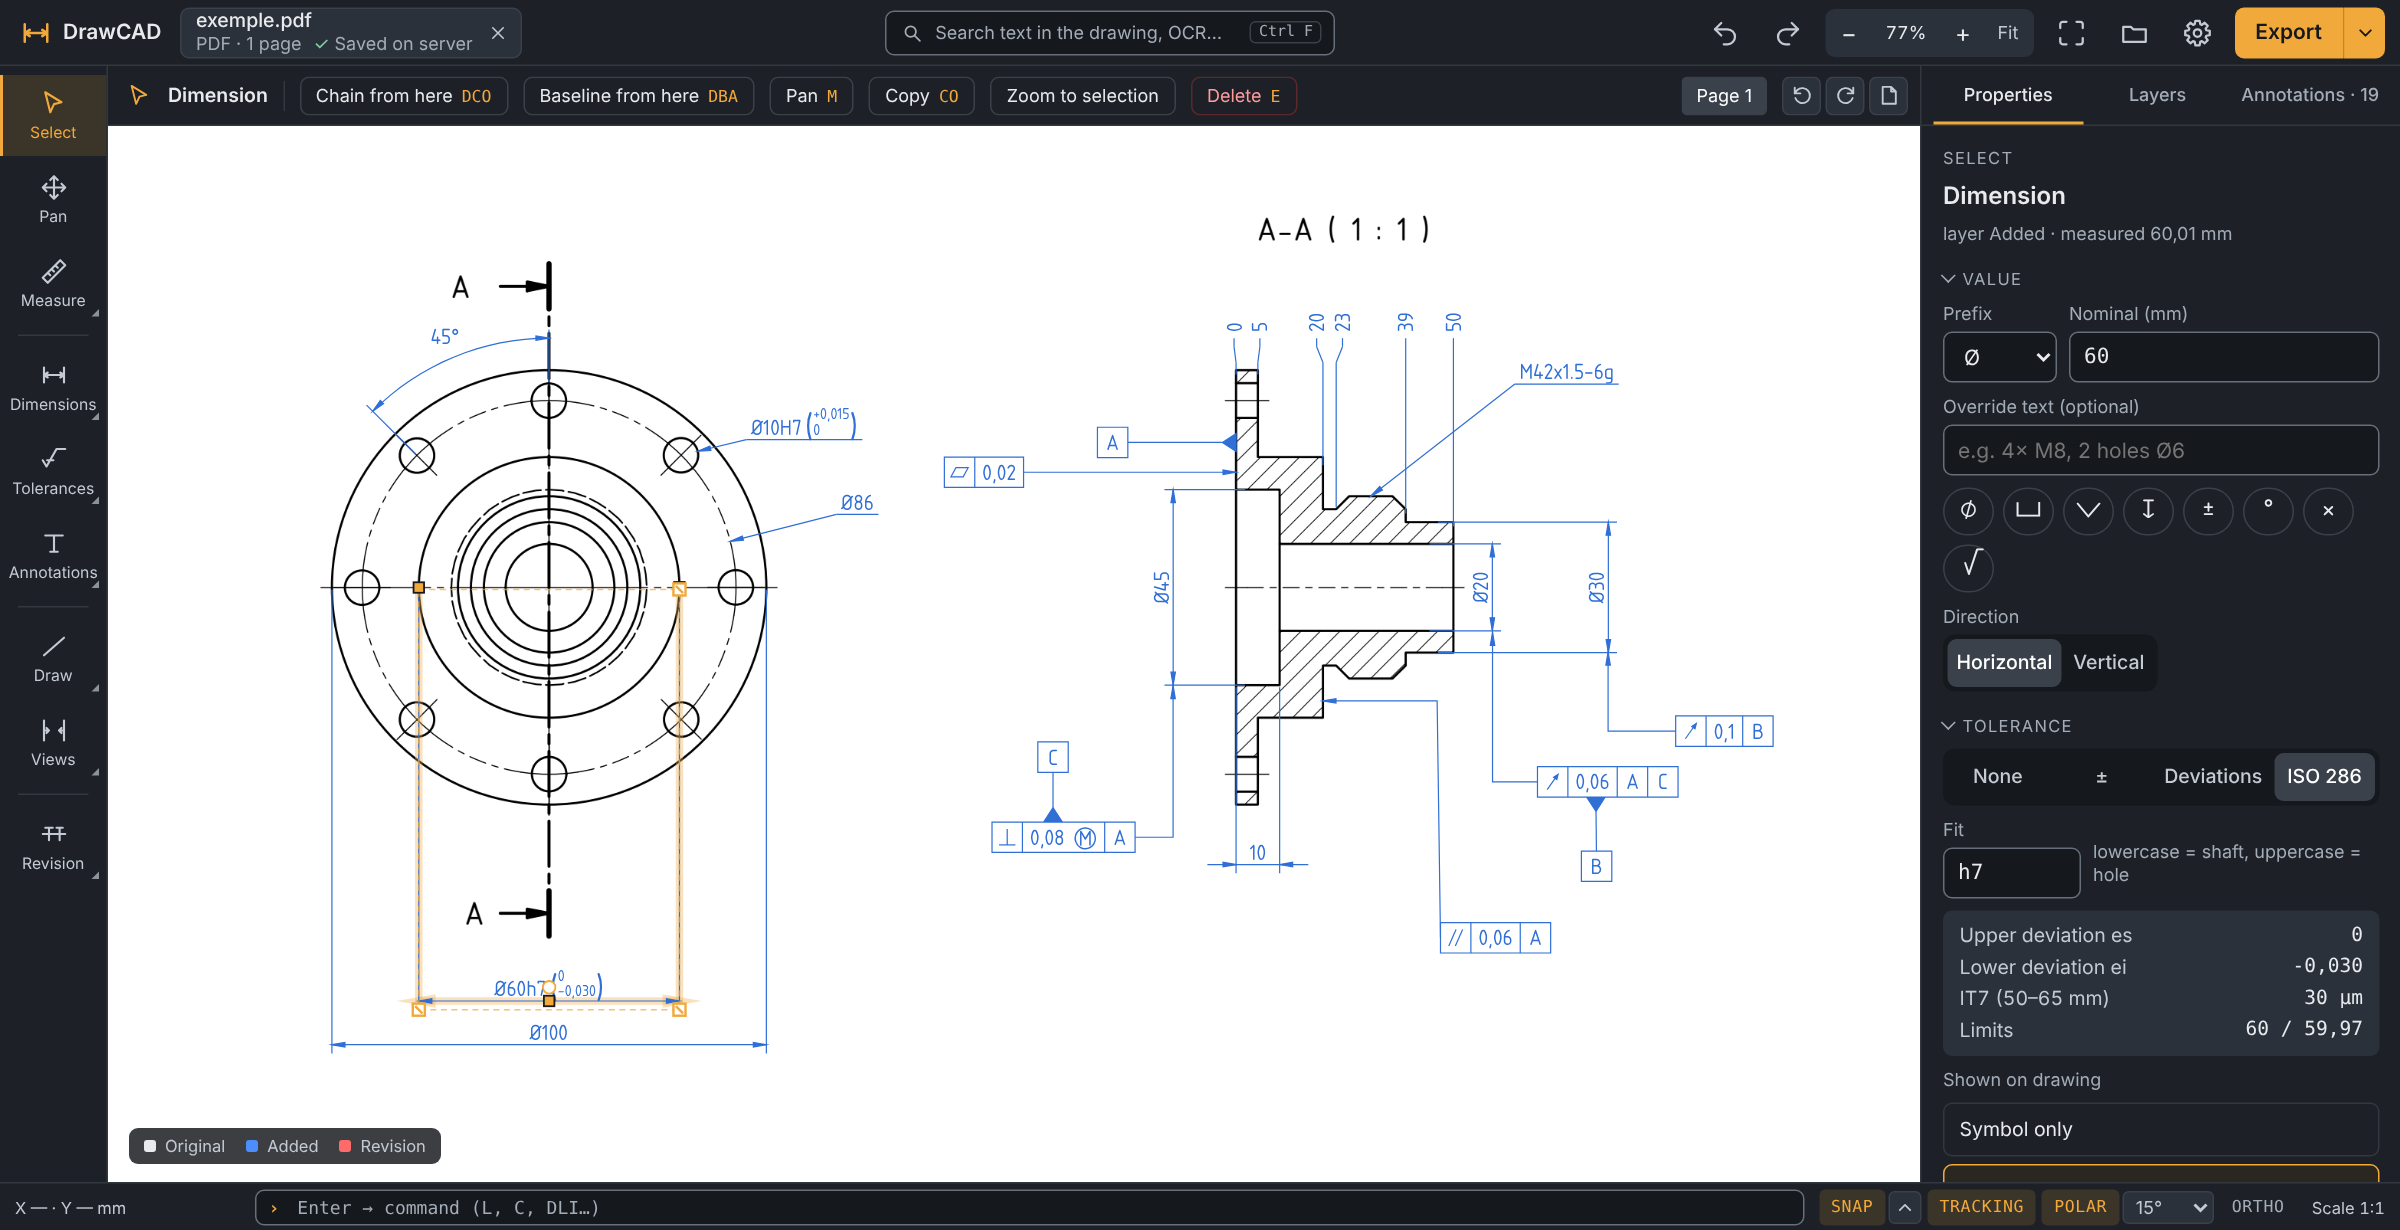 DrawCAD
exemple.pdf
PDF · 1 page ✓ Saved on server
Search text in the drawing, OCR... Ctrl F
77% Fit
Export
Dimension
Chain from here DCO
Baseline from here DBA
Pan M
Copy CO
Zoom to selection
Delete E
Page 1
Properties
Layers
Annotations · 19
Select
Pan
Measure
Dimensions
Tolerances
Annotations
Draw
Views
Revision
A-A ( 1 : 1 )
A
45°
Ø10H7 (+0,015 0)
Ø86
A
Ø60h7 (0 -0,030)
Ø100
0 5 20 23 39 50
M42x1.5-6g
A
⏥ 0,02
Ø45
Ø20
Ø30
C
⊥ 0,08 Ⓜ A
10
↗ 0,1 B
↗ 0,06 A C
B
// 0,06 A
Original Added Revision
SELECT
Dimension
layer Added · measured 60,01 mm
VALUE
Prefix Nominal (mm)
Ø 60
Override text (optional)
e.g. 4× M8, 2 holes Ø6
Direction
Horizontal Vertical
TOLERANCE
None ± Deviations ISO 286
Fit
h7
lowercase = shaft, uppercase =
hole
Upper deviation es 0
Lower deviation ei -0,030
IT7 (50–65 mm) 30 µm
Limits 60 / 59,97
Shown on drawing
Symbol only
X — · Y — mm
› Enter → command (L, C, DLI…)
SNAP
TRACKING
POLAR
15°
ORTHO
Scale 1:1